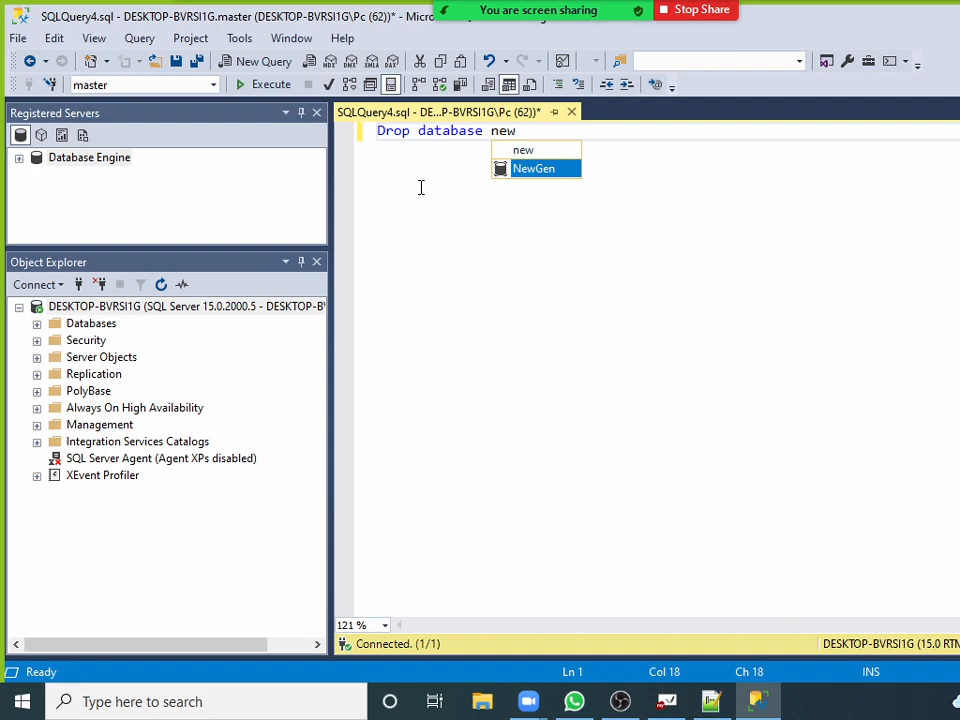 SQLQuery4.sql - DESKTOP-BVRSI1G.master (DESKTOP-BVRSI1G\Pc (62))* - Micro
You are screen sharing
Stop Share
File Edit View Query Project Tools Window Help
New Query
MDX DMX XMLA DAX
master
Execute
Registered Servers
Database Engine
SQLQuery4.sql - DE...P-BVRSI1G\Pc (62))*
Drop database new
new
NewGen
Object Explorer
Connect
DESKTOP-BVRSI1G (SQL Server 15.0.2000.5 - DESKTOP-B
Databases
Security
Server Objects
Replication
PolyBase
Always On High Availability
Management
Integration Services Catalogs
SQL Server Agent (Agent XPs disabled)
XEvent Profiler
121 %
Connected. (1/1)
DESKTOP-BVRSI1G (15.0 RTM
Ready
Ln 1
Col 18
Ch 18
INS
Type here to search